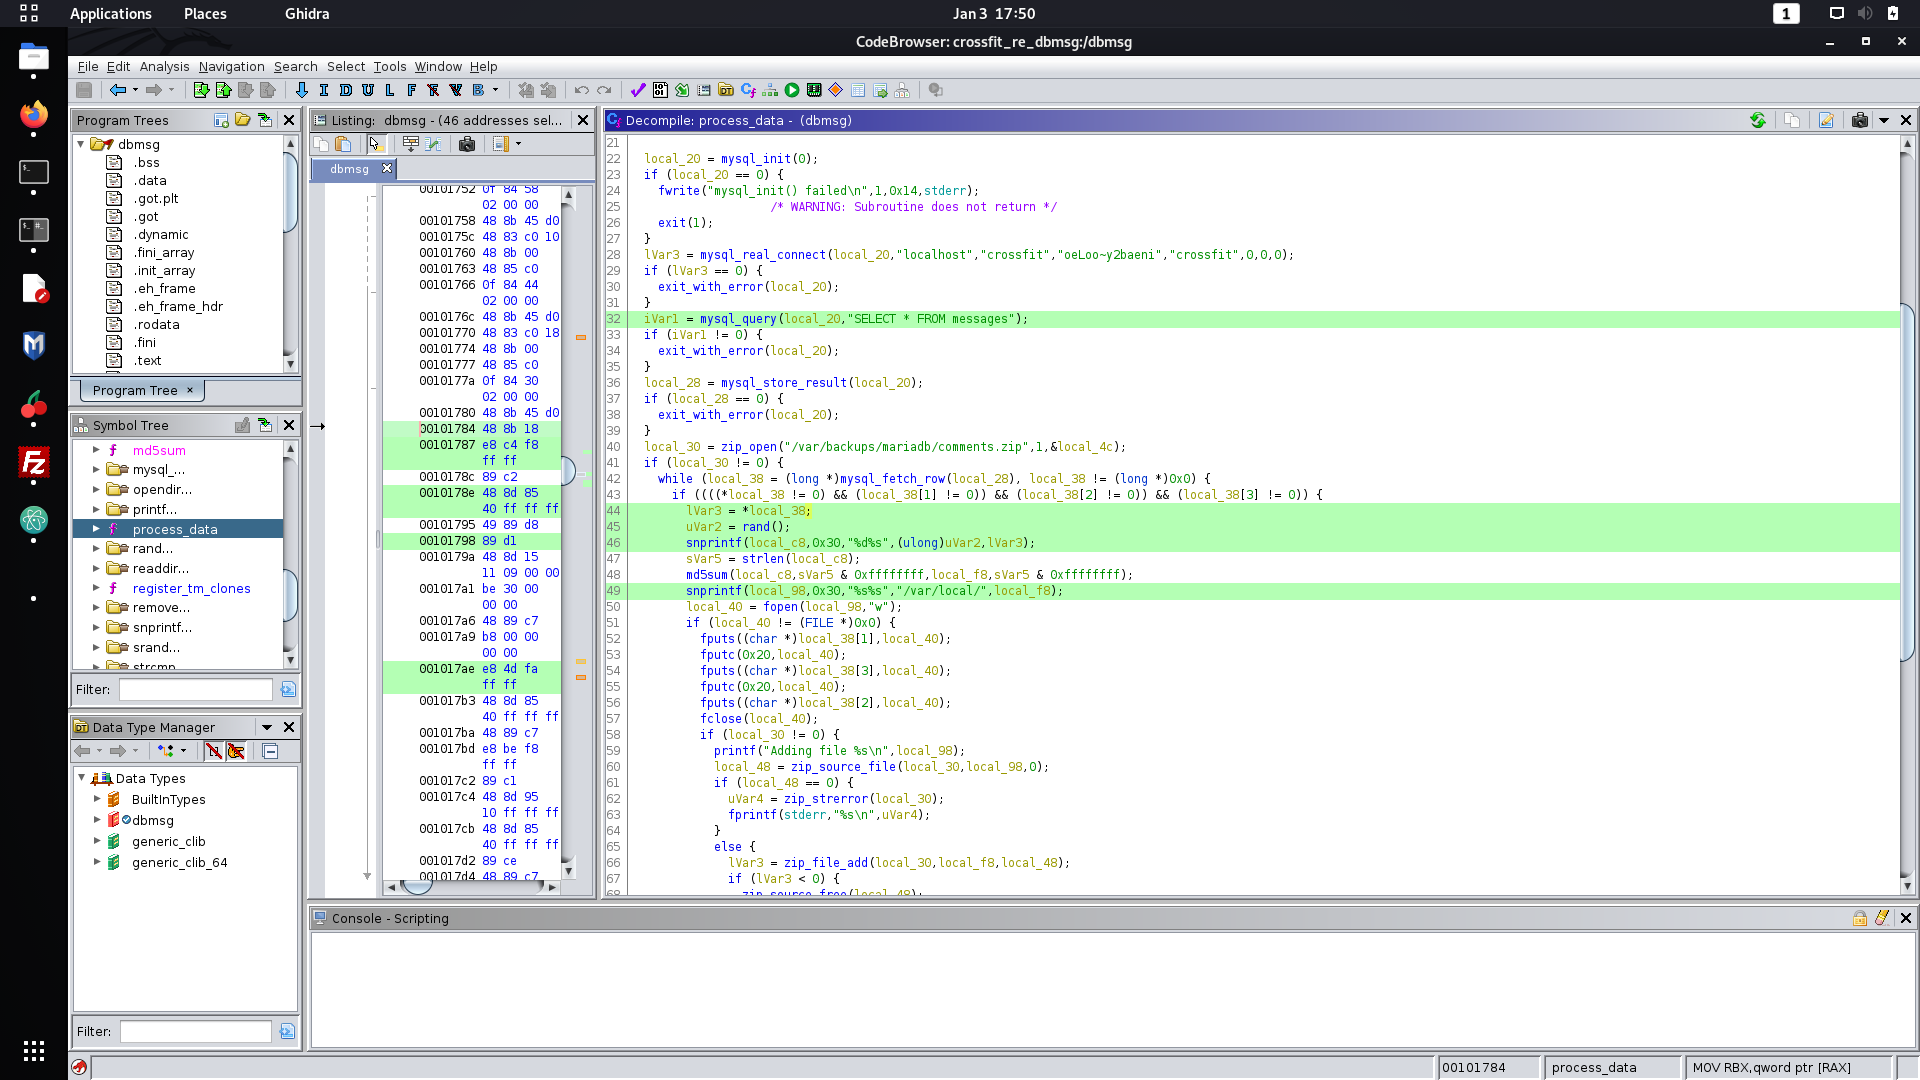 Applications Places Ghidra Jan 3 17:50 1
CodeBrowser: crossfit_re_dbmsg:/dbmsg
File Edit Analysis Navigation Search Select Tools Window Help
I D U L F B
Program Trees
dbmsg
.bss
.data
.got.plt
.got
.dynamic
.fini_array
.init_array
.eh_frame
.eh_frame_hdr
.rodata
.fini
.text
Program Tree ×
Symbol Tree
f md5sum
mysql_...
opendir...
printf...
f process_data
rand...
readdir...
f register_tm_clones
remove...
snprintf...
srand...
strcmp
Filter:
Data Type Manager
Data Types
BuiltInTypes
dbmsg
generic_clib
generic_clib_64
Filter:
Listing: dbmsg - (46 addresses sel...
dbmsg
00101752 0f 84 58
02 00 00
00101758 48 8b 45 d0
0010175c 48 83 c0 10
00101760 48 8b 00
00101763 48 85 c0
00101766 0f 84 44
02 00 00
0010176c 48 8b 45 d0
00101770 48 83 c0 18
00101774 48 8b 00
00101777 48 85 c0
0010177a 0f 84 30
02 00 00
00101780 48 8b 45 d0
00101784 48 8b 18
00101787 e8 c4 f8
ff ff
0010178c 89 c2
0010178e 48 8d 85
40 ff ff ff
00101795 49 89 d8
00101798 89 d1
0010179a 48 8d 15
11 09 00 00
001017a1 be 30 00
00 00
001017a6 48 89 c7
001017a9 b8 00 00
00 00
001017ae e8 4d fa
ff ff
001017b3 48 8d 85
40 ff ff ff
001017ba 48 89 c7
001017bd e8 be f8
ff ff
001017c2 89 c1
001017c4 48 8d 95
10 ff ff ff
001017cb 48 8d 85
40 ff ff ff
001017d2 89 ce
001017d4 48 89 c7
Decompile: process_data - (dbmsg)
21
22 local_20 = mysql_init(0);
23 if (local_20 == 0) {
24 fwrite("mysql_init() failed\n",1,0x14,stderr);
25 /* WARNING: Subroutine does not return */
26 exit(1);
27 }
28 lVar3 = mysql_real_connect(local_20,"localhost","crossfit","oeLoo~y2baeni","crossfit",0,0,0);
29 if (lVar3 == 0) {
30 exit_with_error(local_20);
31 }
32 iVar1 = mysql_query(local_20,"SELECT * FROM messages");
33 if (iVar1 != 0) {
34 exit_with_error(local_20);
35 }
36 local_28 = mysql_store_result(local_20);
37 if (local_28 == 0) {
38 exit_with_error(local_20);
39 }
40 local_30 = zip_open("/var/backups/mariadb/comments.zip",1,&local_4c);
41 if (local_30 != 0) {
42 while (local_38 = (long *)mysql_fetch_row(local_28), local_38 != (long *)0x0) {
43 if ((((*local_38 != 0) && (local_38[1] != 0)) && (local_38[2] != 0)) && (local_38[3] != 0)) {
44 lVar3 = *local_38;
45 uVar2 = rand();
46 snprintf(local_c8,0x30,"%d%s",(ulong)uVar2,lVar3);
47 sVar5 = strlen(local_c8);
48 md5sum(local_c8,sVar5 & 0xffffffff,local_f8,sVar5 & 0xffffffff);
49 snprintf(local_98,0x30,"%s%s","/var/local/",local_f8);
50 local_40 = fopen(local_98,"w");
51 if (local_40 != (FILE *)0x0) {
52 fputs((char *)local_38[1],local_40);
53 fputc(0x20,local_40);
54 fputs((char *)local_38[3],local_40);
55 fputc(0x20,local_40);
56 fputs((char *)local_38[2],local_40);
57 fclose(local_40);
58 if (local_30 != 0) {
59 printf("Adding file %s\n",local_98);
60 local_48 = zip_source_file(local_30,local_98,0);
61 if (local_48 == 0) {
62 uVar4 = zip_strerror(local_30);
63 fprintf(stderr,"%s\n",uVar4);
64 }
65 else {
66 lVar3 = zip_file_add(local_30,local_f8,local_48);
67 if (lVar3 < 0) {
68 zip_source_free(local_48);
Console - Scripting
00101784 process_data MOV RBX,qword ptr [RAX]